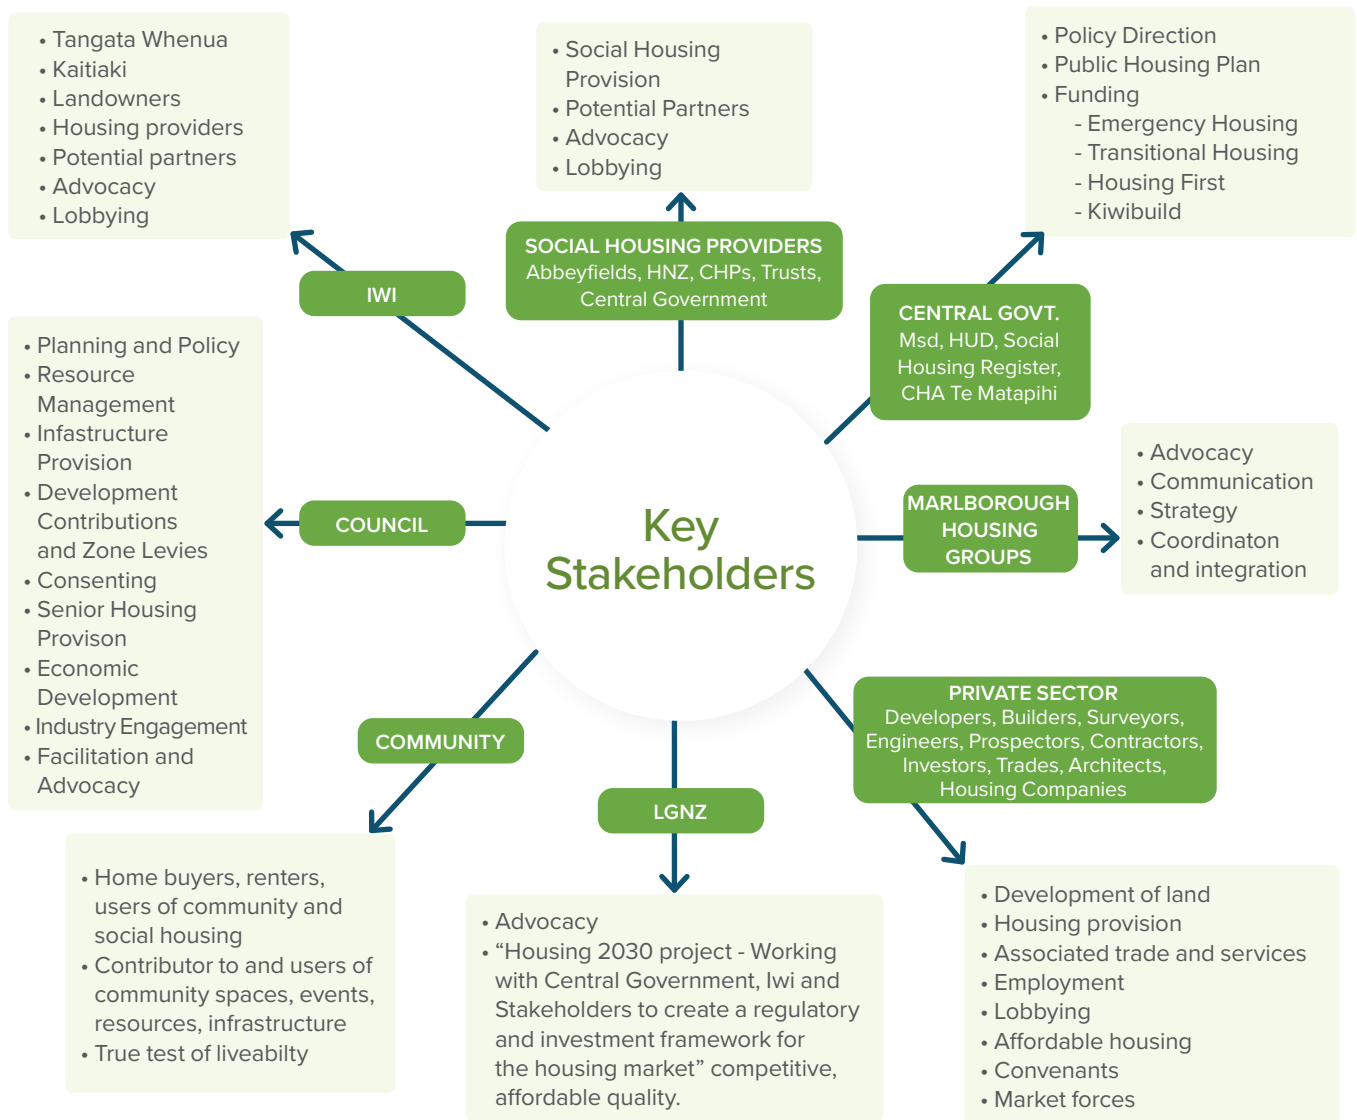 • Tangata Whenua
• Kaitiaki
• Landowners
• Housing providers
• Potential partners
• Advocacy
• Lobbying
IWI
• Social Housing
Provision
• Potential Partners
• Advocacy
• Lobbying
SOCIAL HOUSING PROVIDERS
Abbeyfields, HNZ, CHPs, Trusts,
Central Government
• Policy Direction
• Public Housing Plan
• Funding
- Emergency Housing
- Transitional Housing
- Housing First
- Kiwibuild
CENTRAL GOVT.
Msd, HUD, Social
Housing Register,
CHA Te Matapihi
• Planning and Policy
• Resource
Management
• Infastructure
Provision
• Development
Contributions
and Zone Levies
• Consenting
• Senior Housing
Provison
• Economic
Development
• Industry Engagement
• Facilitation and
Advocacy
COUNCIL
Key
Stakeholders
MARLBOROUGH
HOUSING
GROUPS
• Advocacy
• Communication
• Strategy
• Coordinaton
and integration
COMMUNITY
• Home buyers, renters,
users of community and
social housing
• Contributor to and users of
community spaces, events,
resources, infrastructure
• True test of liveabilty
LGNZ
• Advocacy
• “Housing 2030 project - Working
with Central Government, Iwi and
Stakeholders to create a regulatory
and investment framework for
the housing market” competitive,
affordable quality.
PRIVATE SECTOR
Developers, Builders, Surveyors,
Engineers, Prospectors, Contractors,
Investors, Trades, Architects,
Housing Companies
• Development of land
• Housing provision
• Associated trade and services
• Employment
• Lobbying
• Affordable housing
• Convenants
• Market forces